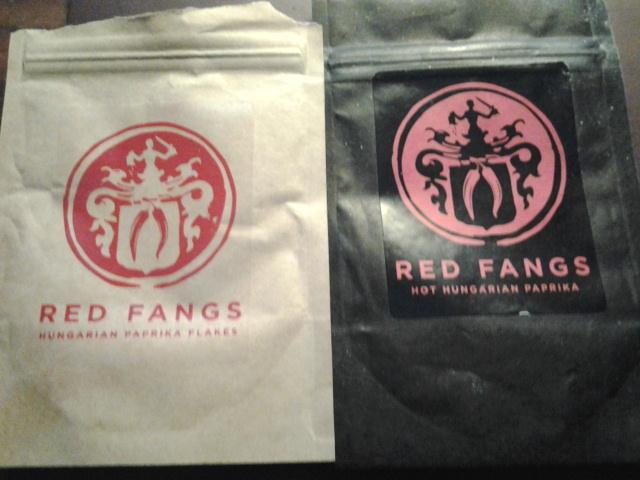 RED FANGS
HUNGARIAN PAPRIKA FLAKES
RED FANGS
HOT HUNGARIAN PAPRIKA